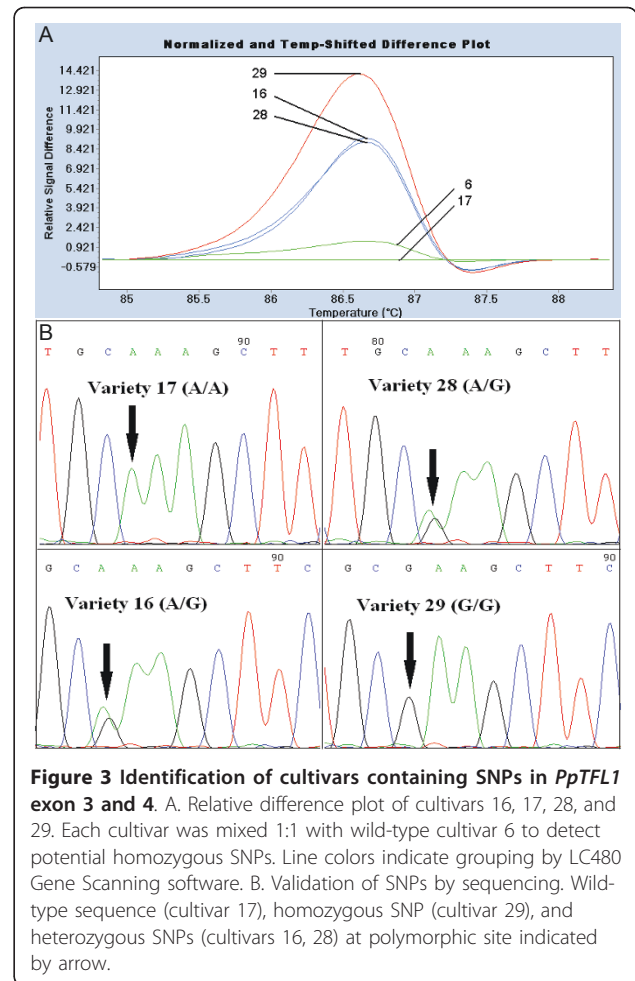 A
Normalized and Temp-Shifted Difference Plot
Relative Signal Difference
14.421
12.921
11.421
9.921
8.421
6.921
5.421
3.921
2.421
0.921
-0.579
29
16
28
6
17
85
85.5
86
86.5
87
87.5
88
Temperature (°C)
B
90
T G C A A A G C T T
Variety 17 (A/A)
80
T G C A A A G C T T
Variety 28 (A/G)
90
G C A A A G C T T C
Variety 16 (A/G)
90
G C G A A G C T T C
Variety 29 (G/G)
Figure 3 Identification of cultivars containing SNPs in PpTFL1
exon 3 and 4. A. Relative difference plot of cultivars 16, 17, 28, and
29. Each cultivar was mixed 1:1 with wild-type cultivar 6 to detect
potential homozygous SNPs. Line colors indicate grouping by LC480
Gene Scanning software. B. Validation of SNPs by sequencing. Wild-
type sequence (cultivar 17), homozygous SNP (cultivar 29), and
heterozygous SNPs (cultivars 16, 28) at polymorphic site indicated
by arrow.